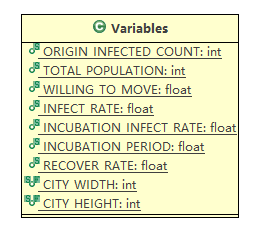 Variables
ORIGIN INFECTED COUNT: int
TOTAL POPULATION: int
WILLING TO MOVE: float
INFECT RATE: float
INCUBATION INFECT RATE: float
INCUBATION PERIOD: float
RECOVER RATE: float
CITY WIDTH: int
CITY HEIGHT: int